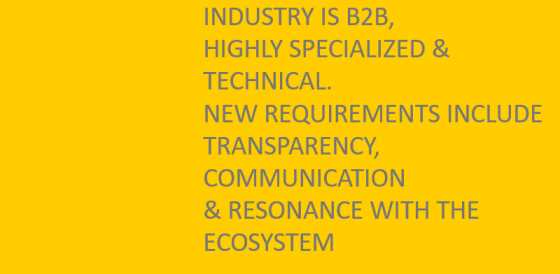 INDUSTRY IS B2B,
HIGHLY SPECIALIZED &
TECHNICAL.
NEW REQUIREMENTS INCLUDE
TRANSPARENCY,
COMMUNICATION
& RESONANCE WITH THE
ECOSYSTEM